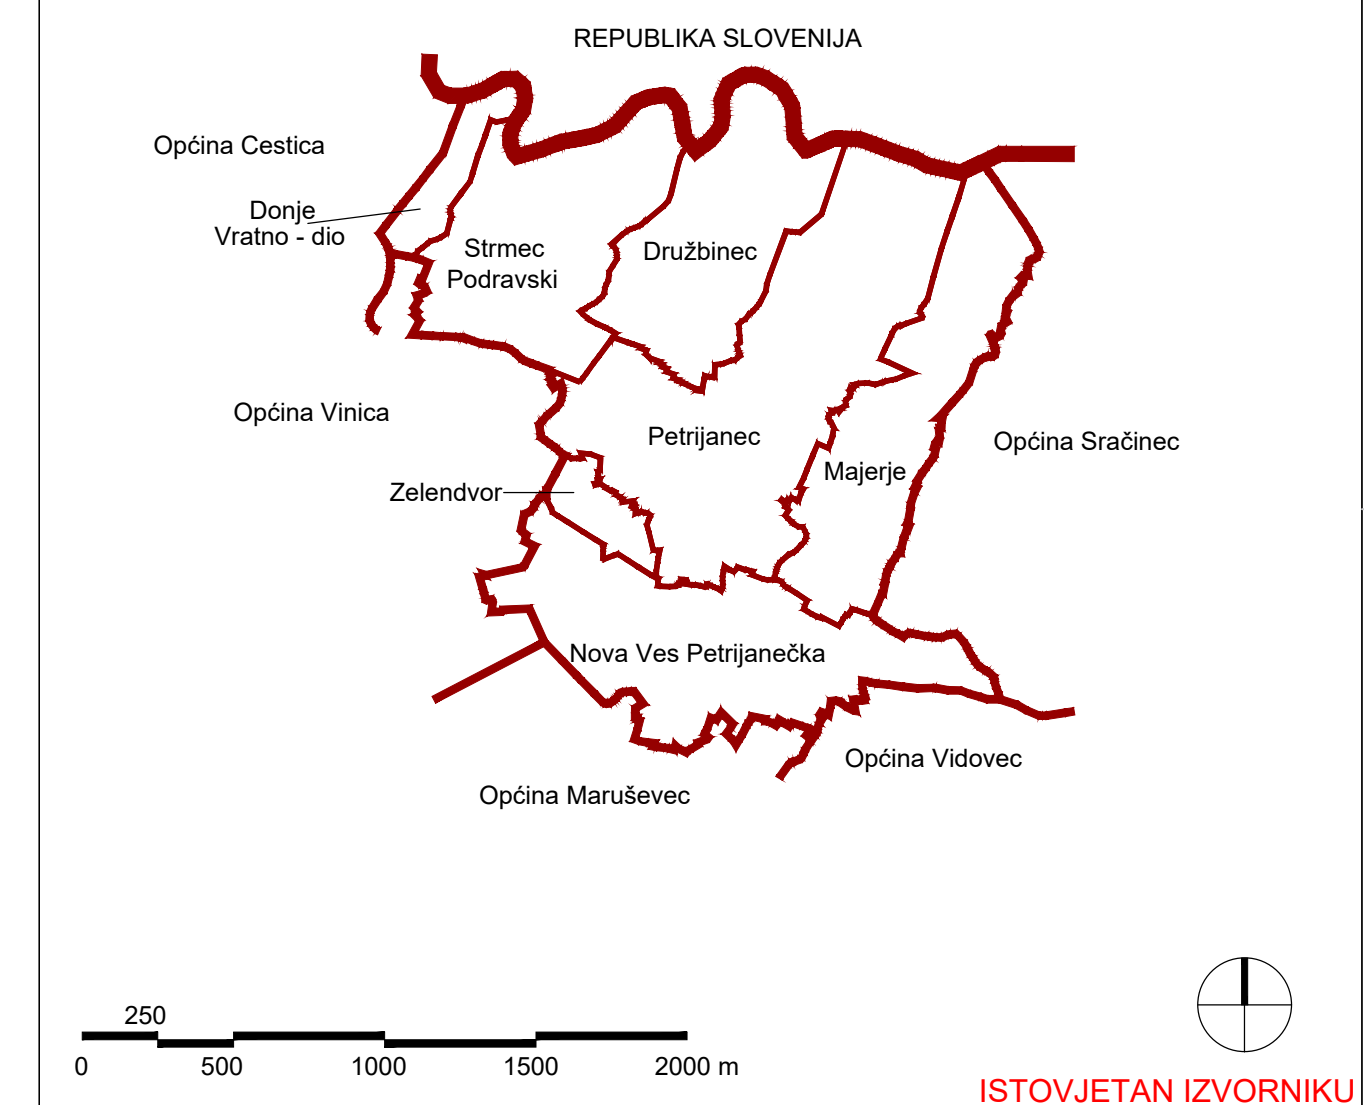 REPUBLIKA SLOVENIJA
Općina Cestica
Donje
Vratno - dio
Strmec
Podravski
Družbinec
Općina Vinica
Petrijanec
Općina Sračinec
Majerje
Zelendvor
Nova Ves Petrijanečka
Općina Vidovec
Općina Maruševec
250
0 500 1000 1500 2000 m
ISTOVJETAN IZVORNIKU